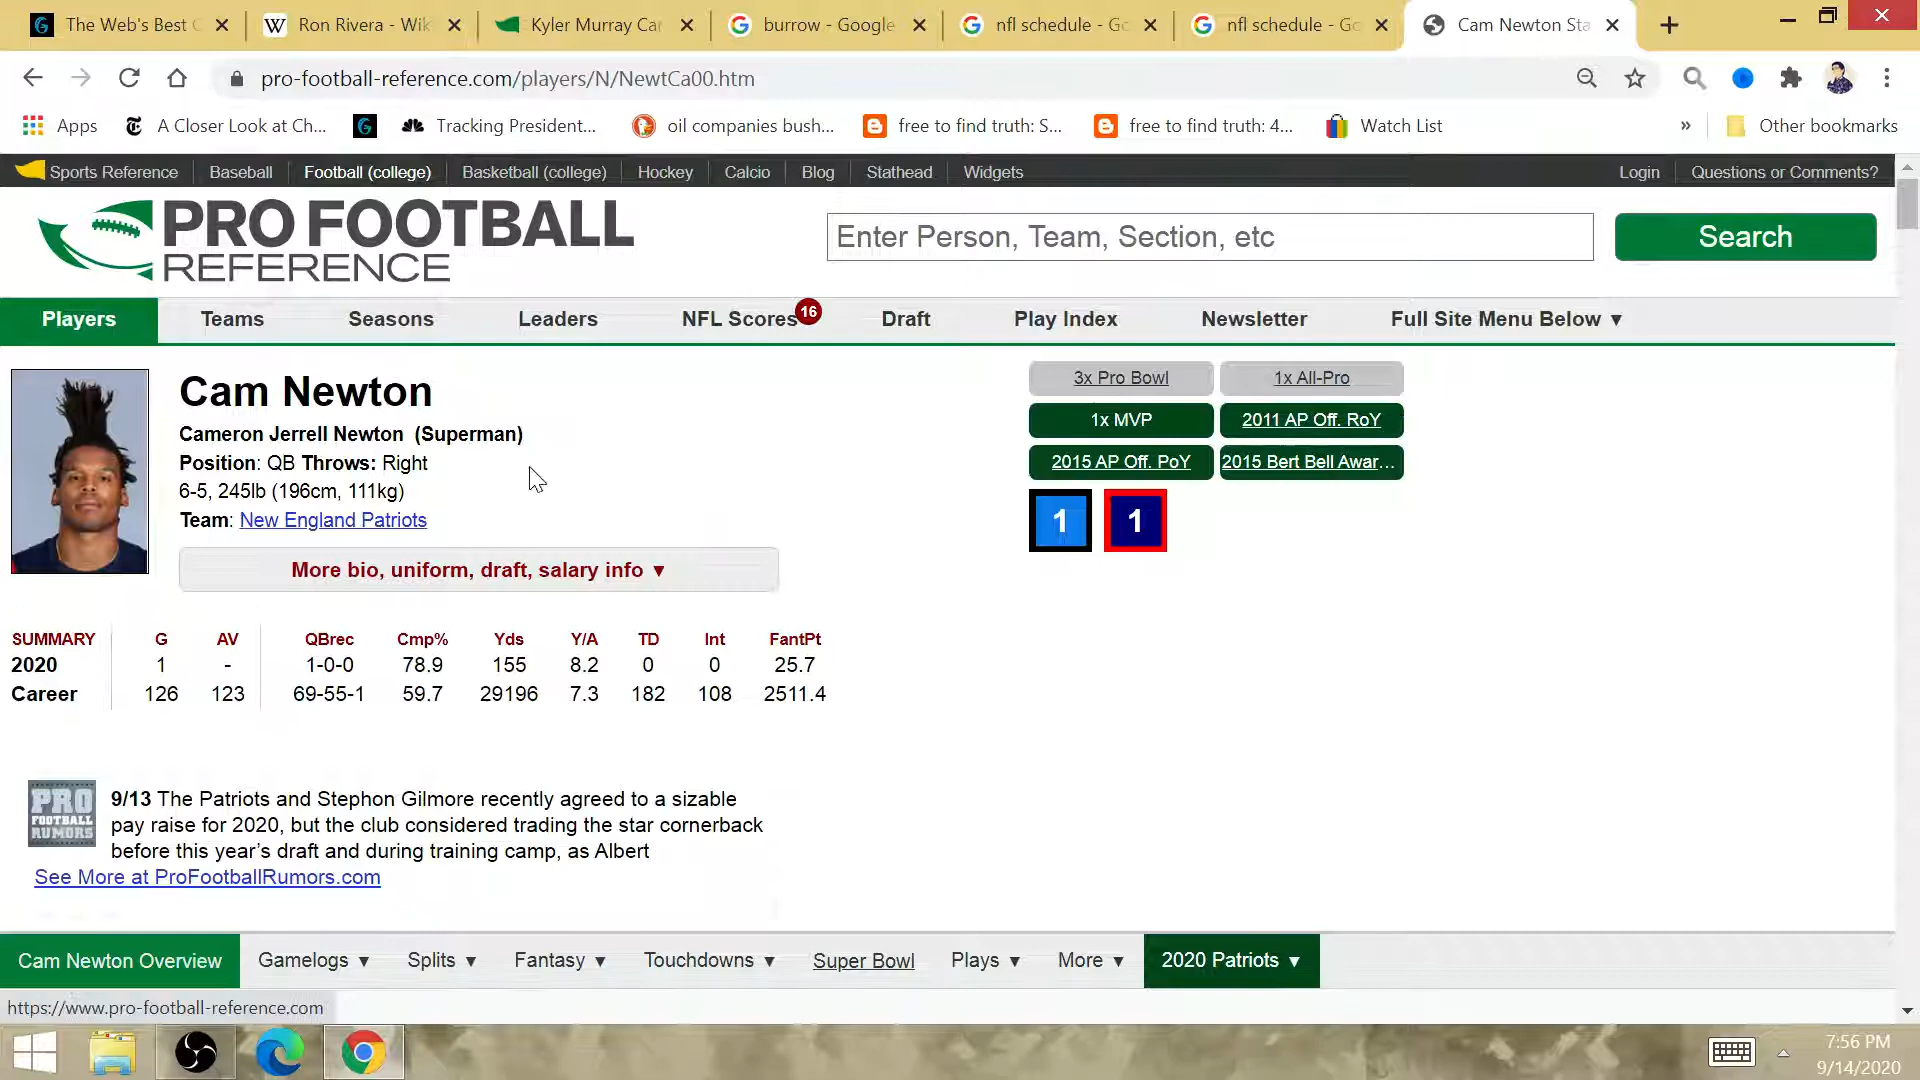 The Web's Best C
Ron Rivera - Wiki
Kyler Murray Car
burrow - Google
nfl schedule - Go
nfl schedule - Go
Cam Newton Sta
pro-football-reference.com/players/N/NewtCa00.htm
Apps
A Closer Look at Ch...
Tracking President...
oil companies bush...
free to find truth: S...
free to find truth: 4...
Watch List
»
Other bookmarks
Sports Reference
Baseball
Football (college)
Basketball (college)
Hockey
Calcio
Blog
Stathead
Widgets
Login
Questions or Comments?
PRO FOOTBALL
REFERENCE
Enter Person, Team, Section, etc
Search
Players
Teams
Seasons
Leaders
NFL Scores 16
Draft
Play Index
Newsletter
Full Site Menu Below ▼
Cam Newton
Cameron Jerrell Newton (Superman)
Position: QB Throws: Right
6-5, 245lb (196cm, 111kg)
Team: New England Patriots
More bio, uniform, draft, salary info ▼
3x Pro Bowl
1x All-Pro
1x MVP
2011 AP Off. RoY
2015 AP Off. PoY
2015 Bert Bell Awar...
1
1
SUMMARY G AV QBrec Cmp% Yds Y/A TD Int FantPt
2020 1 - 1-0-0 78.9 155 8.2 0 0 25.7
Career 126 123 69-55-1 59.7 29196 7.3 182 108 2511.4
PRO FOOTBALL RUMORS
9/13 The Patriots and Stephon Gilmore recently agreed to a sizable
pay raise for 2020, but the club considered trading the star cornerback
before this year's draft and during training camp, as Albert
See More at ProFootballRumors.com
Cam Newton Overview
Gamelogs ▼
Splits ▼
Fantasy ▼
Touchdowns ▼
Super Bowl
Plays ▼
More ▼
2020 Patriots ▼
https://www.pro-football-reference.com
7:56 PM
9/14/2020